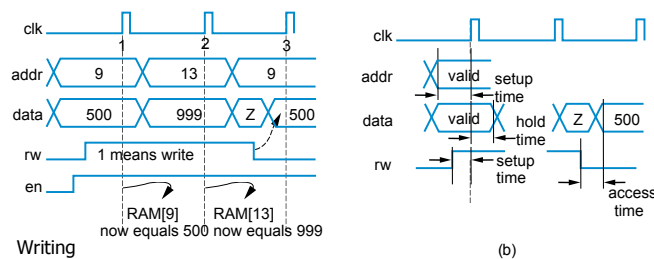 clk
1 2 3
addr 9 13 9
data 500 999 Z 500
rw 1 means write
en
RAM[9] RAM[13]
now equals 500 now equals 999
Writing
clk
addr valid
setup
time
data valid hold Z 500
time
rw setup
time
access
time
(b)